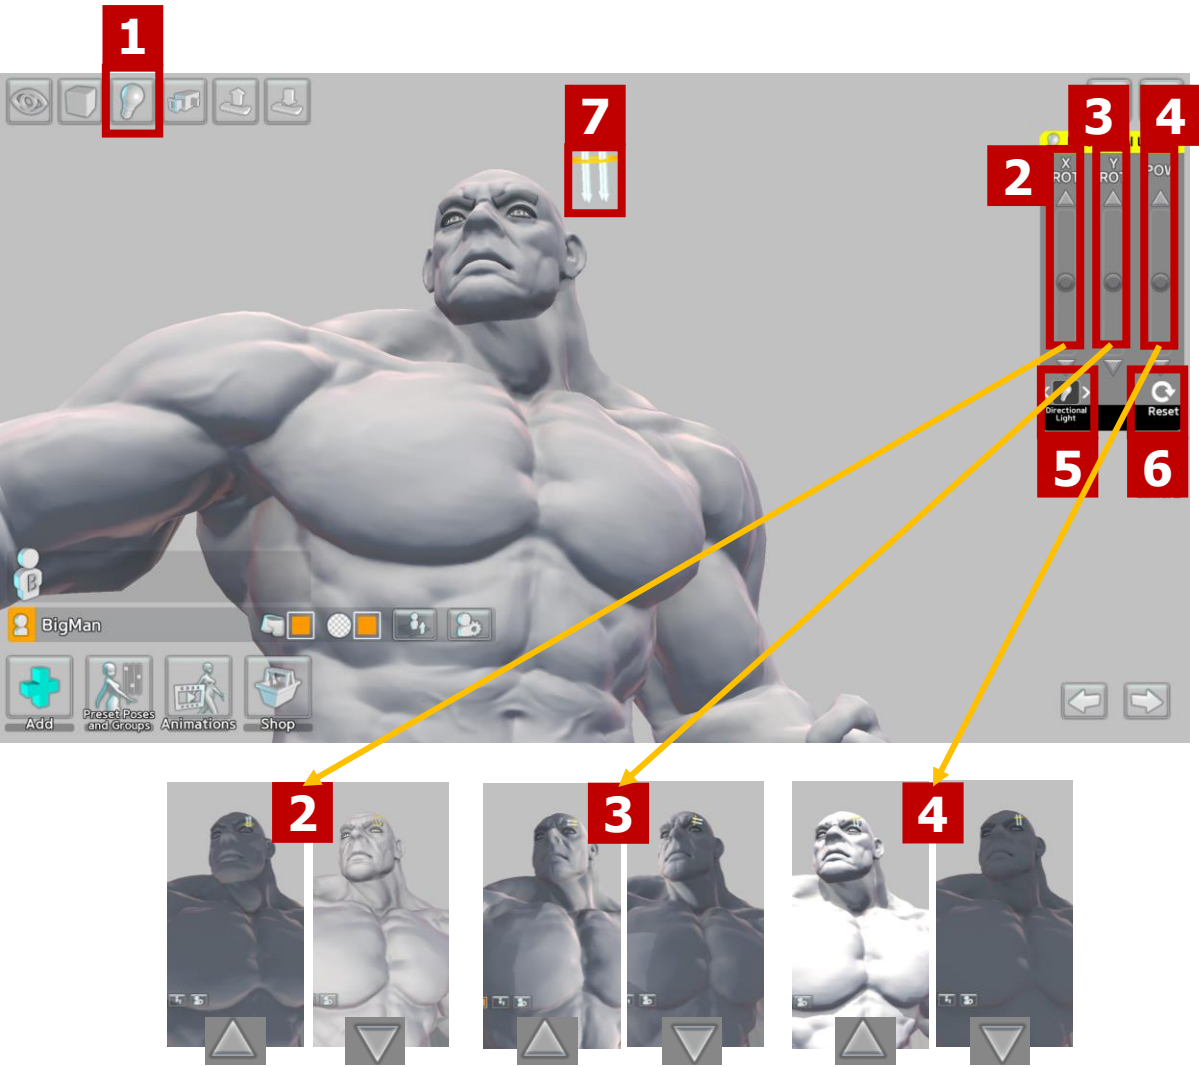 1
7
3
4
2
X
ROT
Y
ROT
POW
Directional
Light
Reset
5
6
BigMan
Add
Preset Poses
and Groups
Animations
Shop
2
3
4